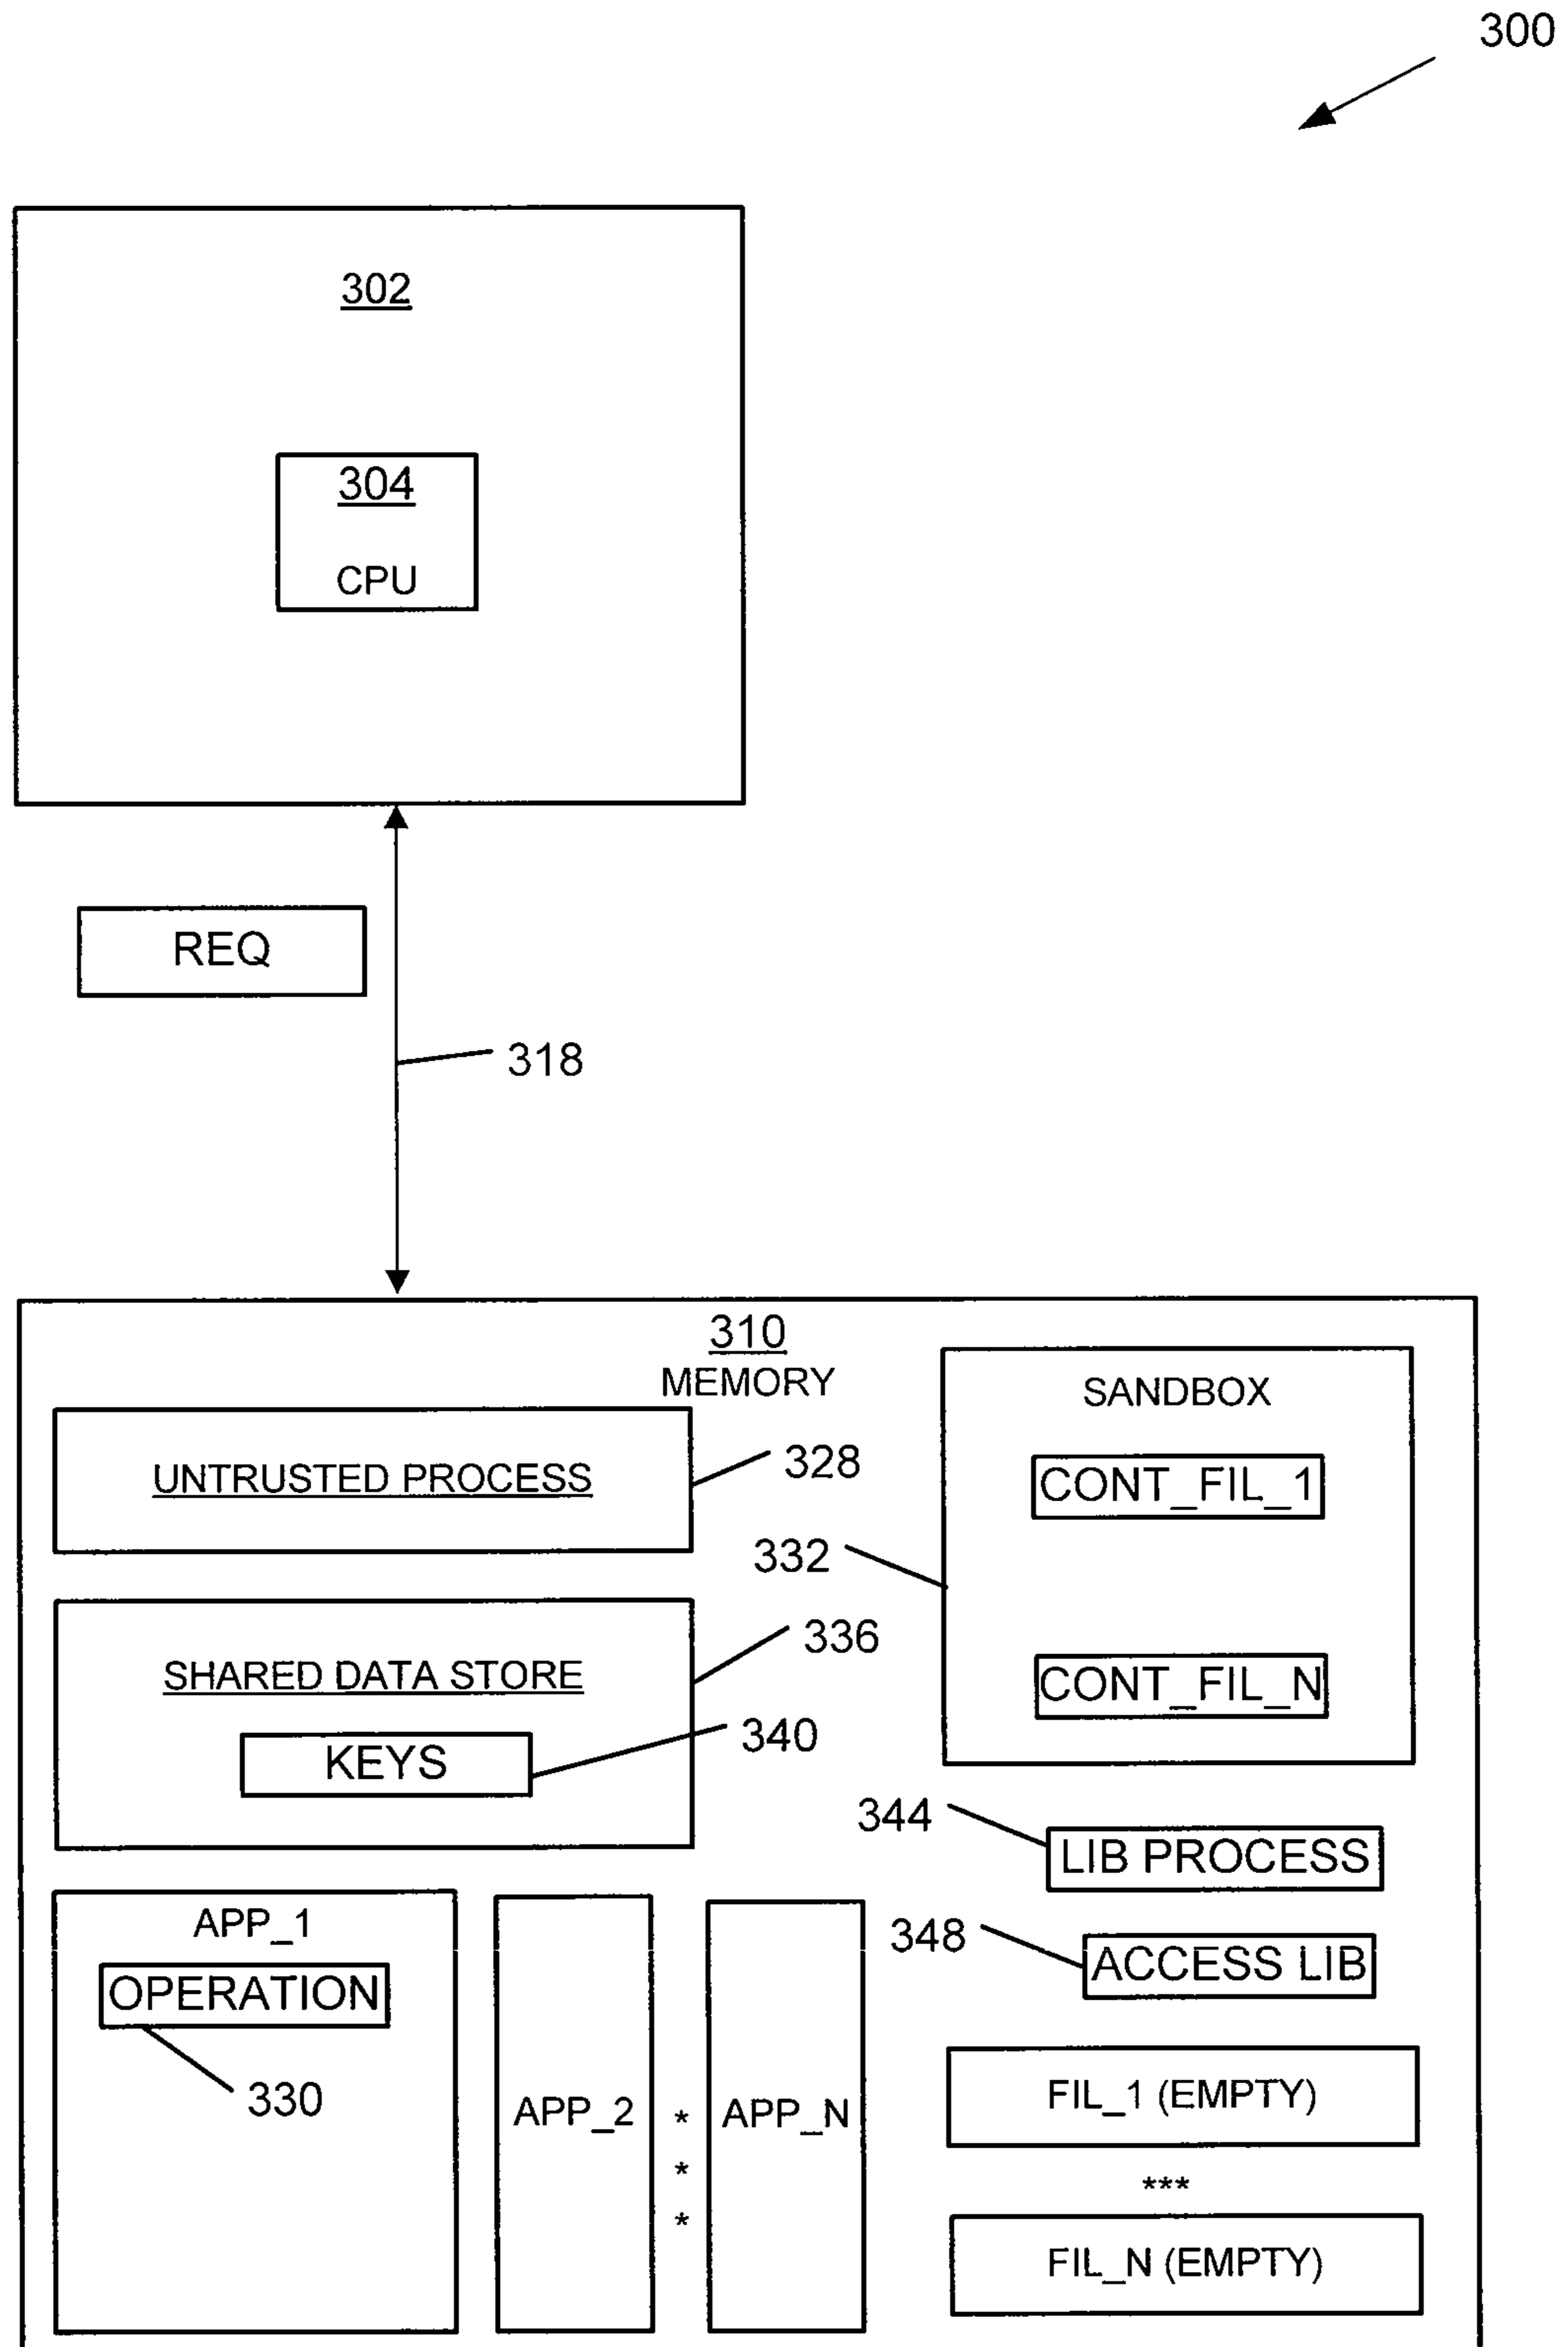 300
302
304
CPU
REQ
318
310
MEMORY
UNTRUSTED PROCESS
328
SANDBOX
CONT_FIL_1
332
CONT_FIL_N
SHARED DATA STORE
336
KEYS
340
344
LIB PROCESS
348
ACCESS LIB
APP_1
OPERATION
330
APP_2
*
*
*
APP_N
FIL_1 (EMPTY)
***
FIL_N (EMPTY)